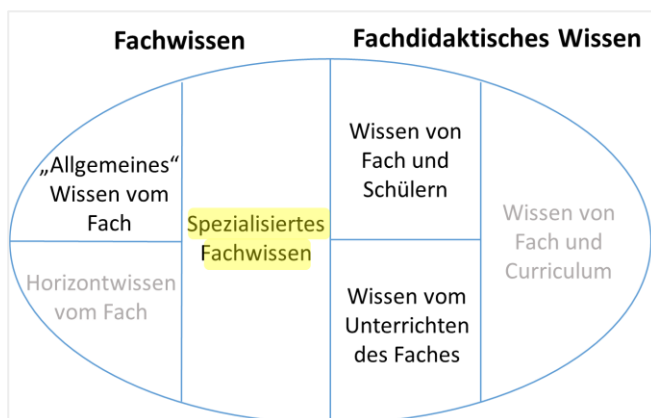 Fachwissen
Fachdidaktisches Wissen
„Allgemeines“
Wissen vom
Fach
Horizontwissen
vom Fach
Spezialisiertes
Fachwissen
Wissen von
Fach und
Schülern
Wissen vom
Unterrichten
des Faches
Wissen von
Fach und
Curriculum